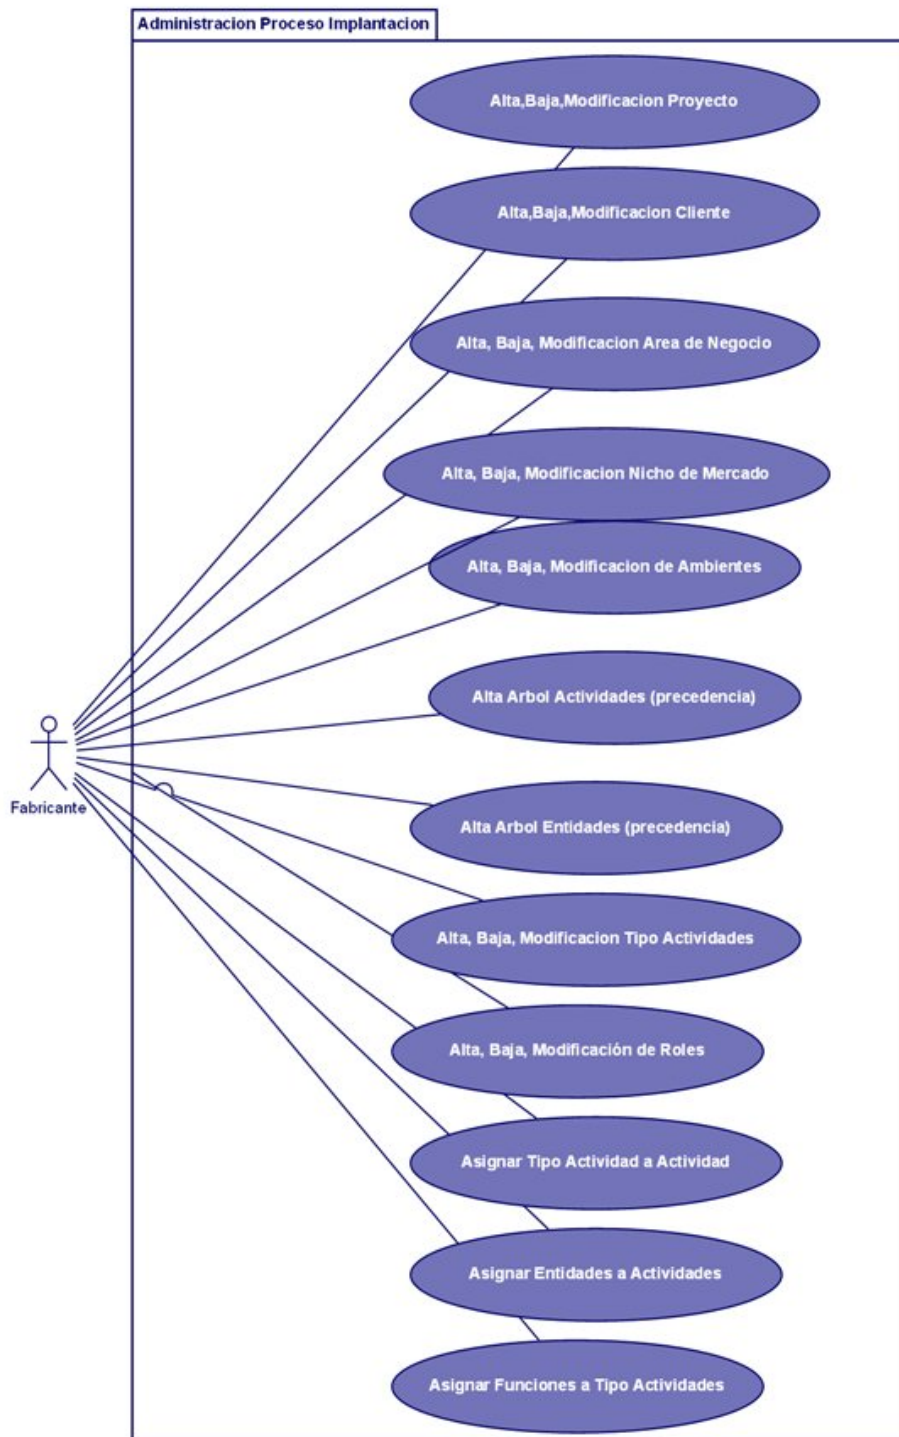 Administracion Proceso Implantacion
Alta,Baja,Modificacion Proyecto
Alta,Baja,Modificacion Cliente
Alta, Baja, Modificacion Area de Negocio
Alta, Baja, Modificacion Nicho de Mercado
Alta, Baja, Modificacion de Ambientes
Alta Arbol Actividades (precedencia)
Fabricante
Alta Arbol Entidades (precedencia)
Alta, Baja, Modificacion Tipo Actividades
Alta, Baja, Modificación de Roles
Asignar Tipo Actividad a Actividad
Asignar Entidades a Actividades
Asignar Funciones a Tipo Actividades